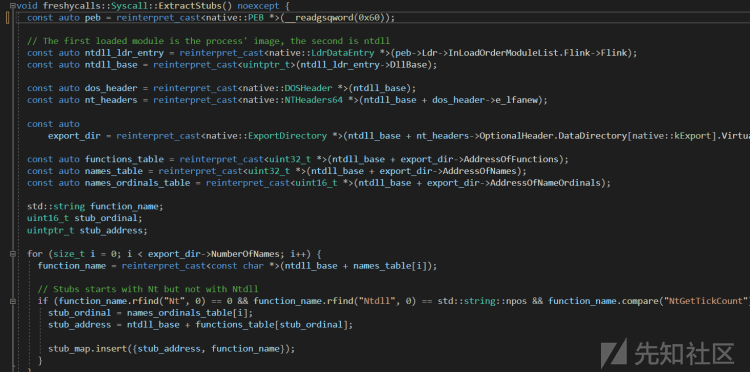 void freshycalls::Syscall::ExtractStubs() noexcept {
const auto peb = reinterpret_cast<native::PEB *>(__readgsqword(0x60));
// The first loaded module is the process' image, the second is ntdll
const auto ntdll_ldr_entry = reinterpret_cast<native::LdrDataEntry *>(peb->Ldr->InLoadOrderModuleList.Flink->Flink);
const auto ntdll_base = reinterpret_cast<uintptr_t>(ntdll_ldr_entry->DllBase);
const auto dos_header = reinterpret_cast<native::DOSHeader *>(ntdll_base);
const auto nt_headers = reinterpret_cast<native::NTHeaders64 *>(ntdll_base + dos_header->e_lfanew);
const auto
export_dir = reinterpret_cast<native::ExportDirectory *>(ntdll_base + nt_headers->OptionalHeader.DataDirectory[native::kExport].Virtua
const auto functions_table = reinterpret_cast<uint32_t *>(ntdll_base + export_dir->AddressOfFunctions);
const auto names_table = reinterpret_cast<uint32_t *>(ntdll_base + export_dir->AddressOfNames);
const auto names_ordinals_table = reinterpret_cast<uint16_t *>(ntdll_base + export_dir->AddressOfNameOrdinals);
std::string function_name;
uint16_t stub_ordinal;
uintptr_t stub_address;
for (size_t i = 0; i < export_dir->NumberOfNames; i++) {
function_name = reinterpret_cast<const char *>(ntdll_base + names_table[i]);
// Stubs starts with Nt but not with Ntdll
if (function_name.rfind("Nt", 0) == 0 && function_name.rfind("Ntdll", 0) == std::string::npos && function_name.compare("NtGetTickCount"
stub_ordinal = names_ordinals_table[i];
stub_address = ntdll_base + functions_table[stub_ordinal];
stub_map.insert({stub_address, function_name});
}
}
先知社区